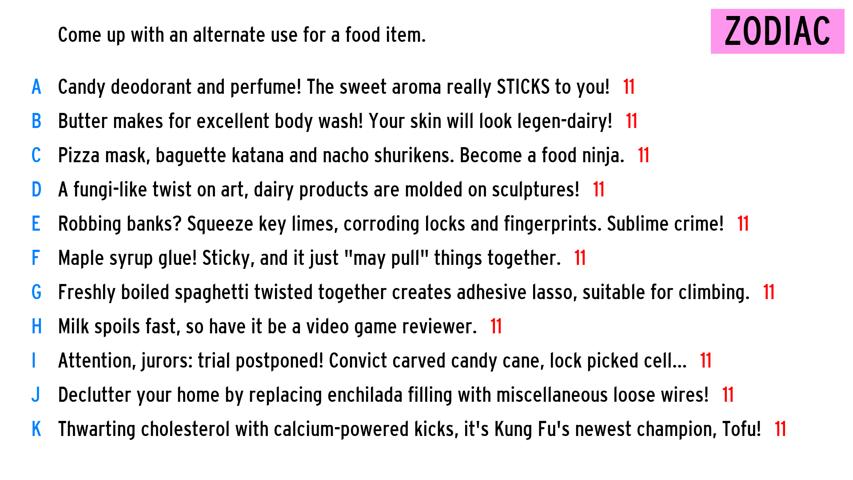 Come up with an alternate use for a food item.
ZODIAC
A Candy deodorant and perfume! The sweet aroma really STICKS to you! 11
B Butter makes for excellent body wash! Your skin will look legen-dairy! 11
C Pizza mask, baguette katana and nacho shurikens. Become a food ninja. 11
D A fungi-like twist on art, dairy products are molded on sculptures! 11
E Robbing banks? Squeeze key limes, corroding locks and fingerprints. Sublime crime! 11
F Maple syrup glue! Sticky, and it just "may pull" things together. 11
G Freshly boiled spaghetti twisted together creates adhesive lasso, suitable for climbing. 11
H Milk spoils fast, so have it be a video game reviewer. 11
I Attention, jurors: trial postponed! Convict carved candy cane, lock picked cell... 11
J Declutter your home by replacing enchilada filling with miscellaneous loose wires! 11
K Thwarting cholesterol with calcium-powered kicks, it's Kung Fu's newest champion, Tofu! 11